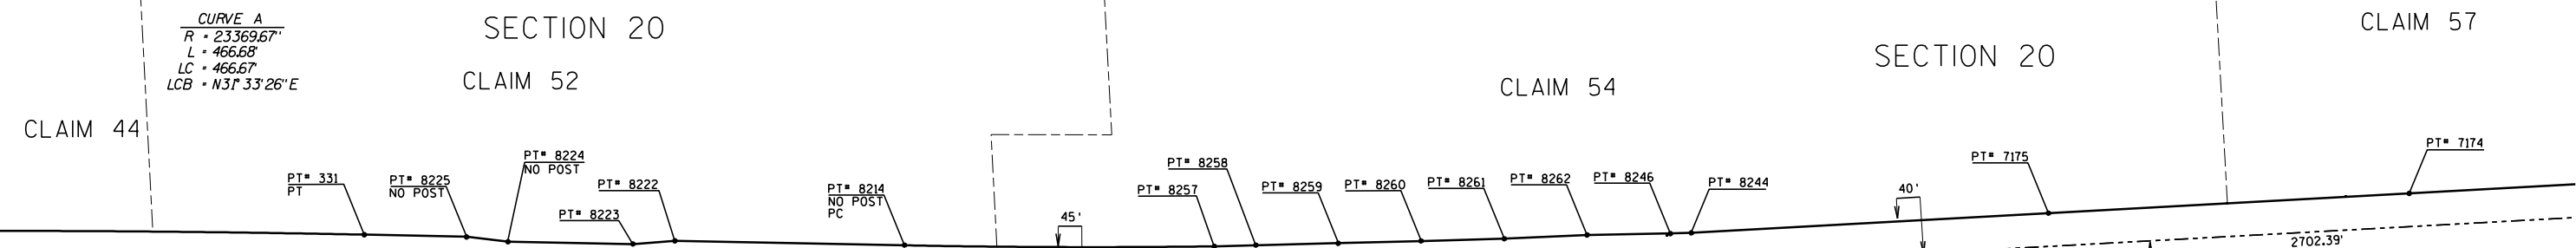 CURVE A
R = 23369.67'
L = 466.68'
LC = 466.67'
LCB = N31° 33' 26" E
SECTION 20
SECTION 20
CLAIM 57
CLAIM 52
CLAIM 54
CLAIM 44
PT# 331
PT
PT# 8225
NO POST
PT# 8224
NO POST
PT# 8223
PT# 8222
PT# 8214
NO POST
PC
45'
PT# 8257
PT# 8258
PT# 8259
PT# 8260
PT# 8261
PT# 8262
PT# 8246
PT# 8244
40'
PT# 7175
PT# 7174
2702.39'